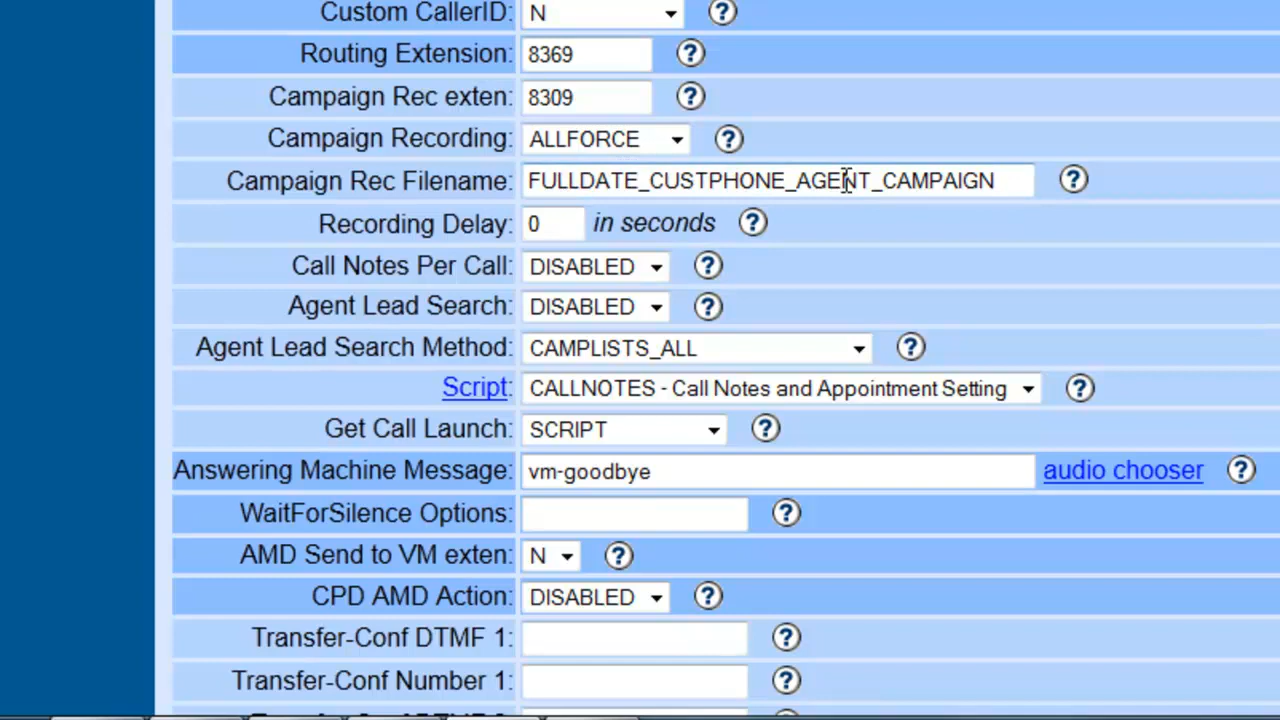 Custom CallerID: N ?
Routing Extension: 8369 ?
Campaign Rec exten: 8309 ?
Campaign Recording: ALLFORCE ?
Campaign Rec Filename: FULLDATE_CUSTPHONE_AGENT_CAMPAIGN ?
Recording Delay: 0 in seconds ?
Call Notes Per Call: DISABLED ?
Agent Lead Search: DISABLED ?
Agent Lead Search Method: CAMPLISTS_ALL ?
Script: CALLNOTES - Call Notes and Appointment Setting ?
Get Call Launch: SCRIPT ?
Answering Machine Message: vm-goodbye audio chooser ?
WaitForSilence Options: ?
AMD Send to VM exten: N ?
CPD AMD Action: DISABLED ?
Transfer-Conf DTMF 1: ?
Transfer-Conf Number 1: ?